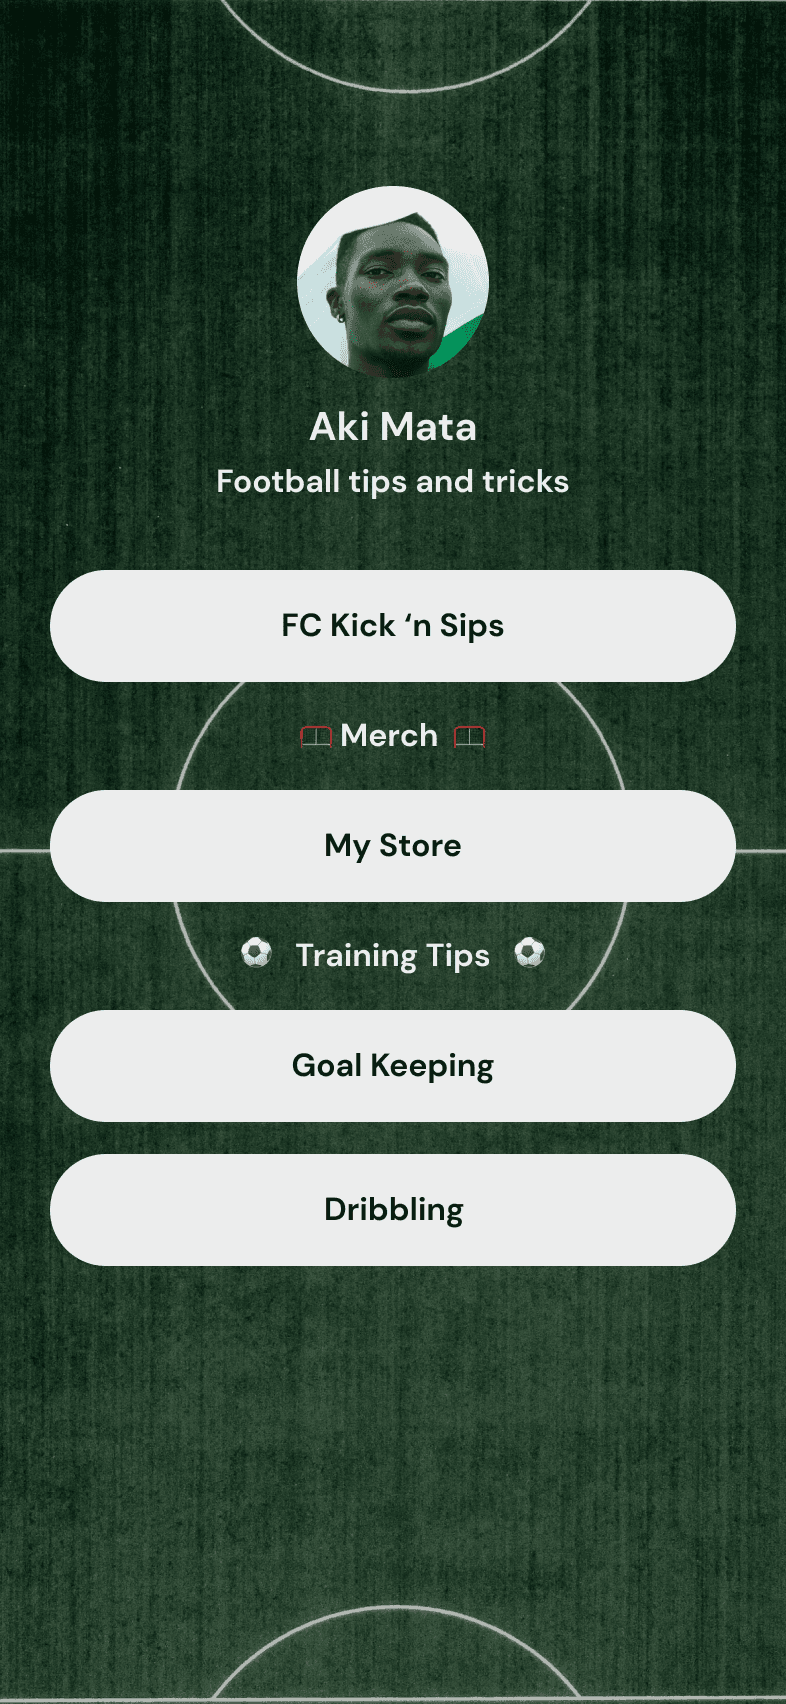 Aki Mata
Football tips and tricks
FC Kick ‘n Sips
🥅 Merch 🥅
My Store
⚽ Training Tips ⚽
Goal Keeping
Dribbling